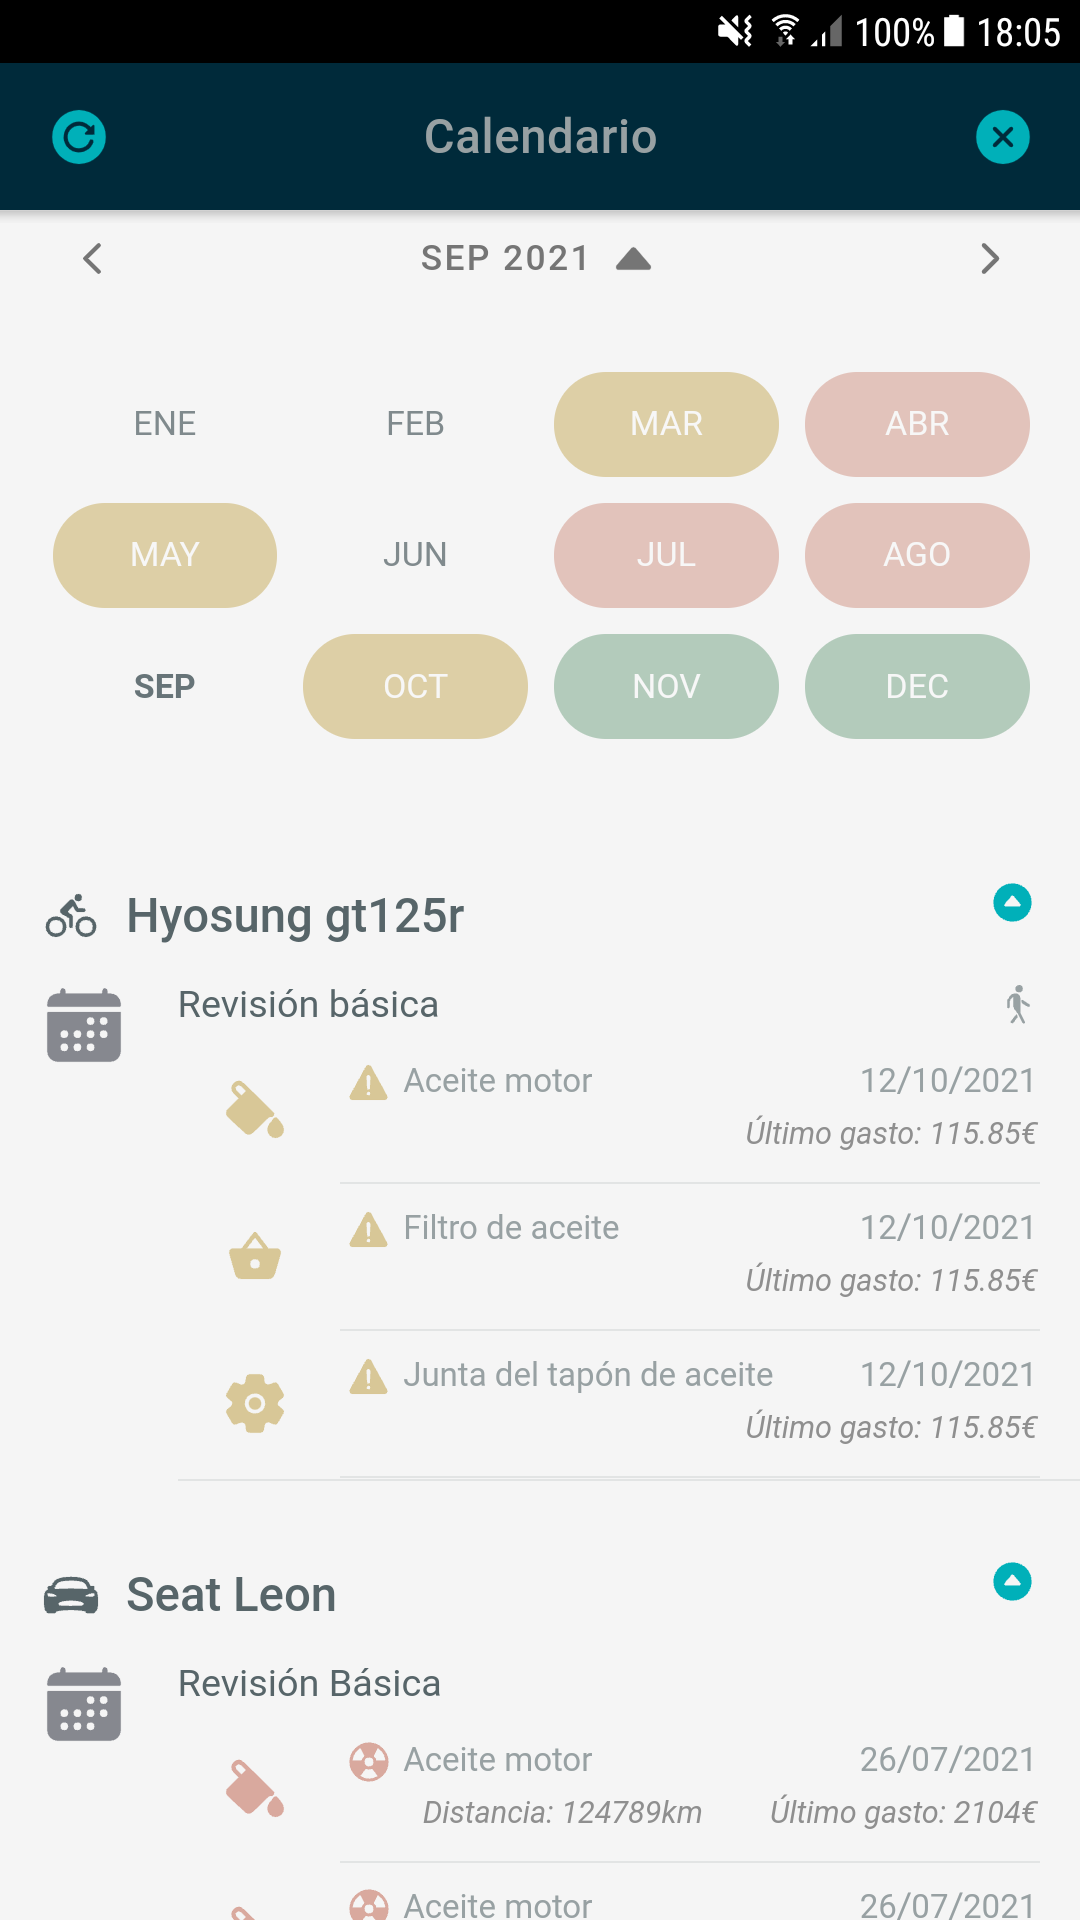 100% 18:05
Calendario
SEP 2021
ENE FEB MAR ABR
MAY JUN JUL AGO
SEP OCT NOV DEC
Hyosung gt125r
Revisión básica
Aceite motor 12/10/2021
Último gasto: 115.85€
Filtro de aceite 12/10/2021
Último gasto: 115.85€
Junta del tapón de aceite 12/10/2021
Último gasto: 115.85€
Seat Leon
Revisión Básica
Aceite motor 26/07/2021
Distancia: 124789km Último gasto: 2104€
Aceite motor 26/07/2021